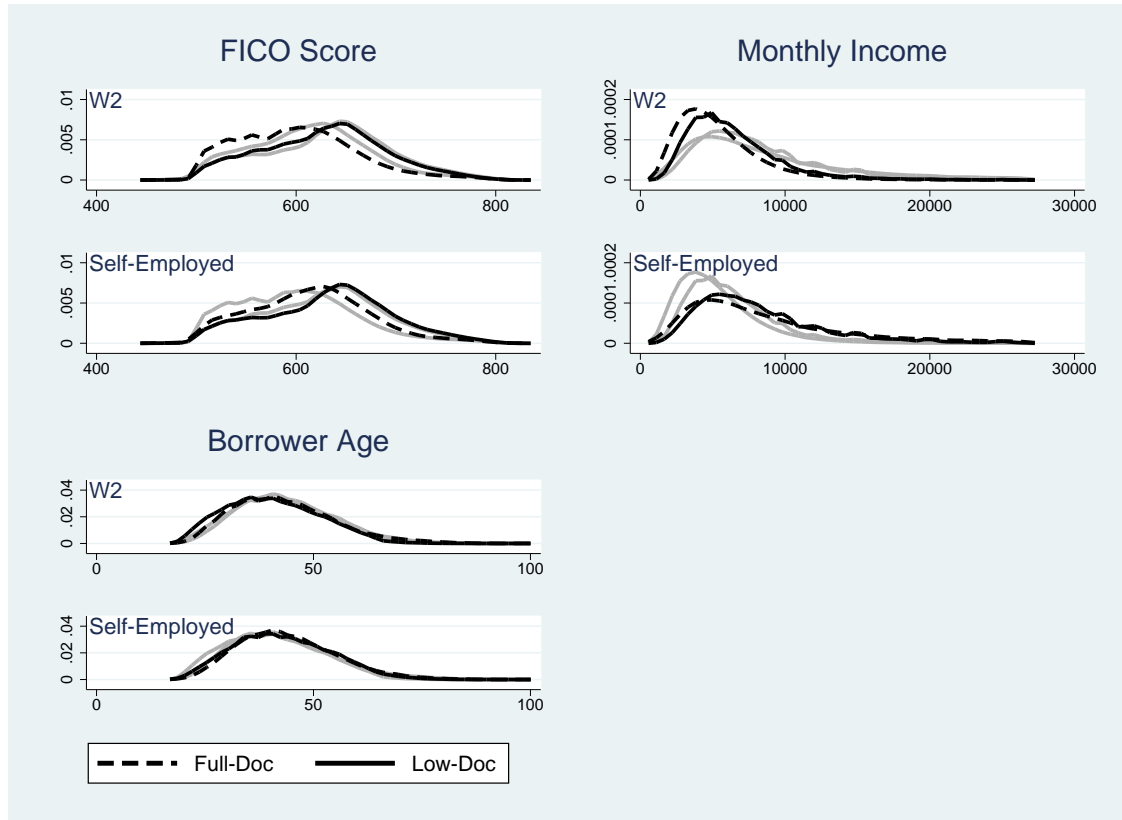 FICO Score
W2
.01
.005
0
400 600 800
Self-Employed
.01
.005
0
400 600 800
Monthly Income
W2
.0002
.0001
0
0 10000 20000 30000
Self-Employed
.0002
.0001
0
0 10000 20000 30000
Borrower Age
W2
.04
.02
0
0 50 100
Self-Employed
.04
.02
0
0 50 100
Full-Doc Low-Doc